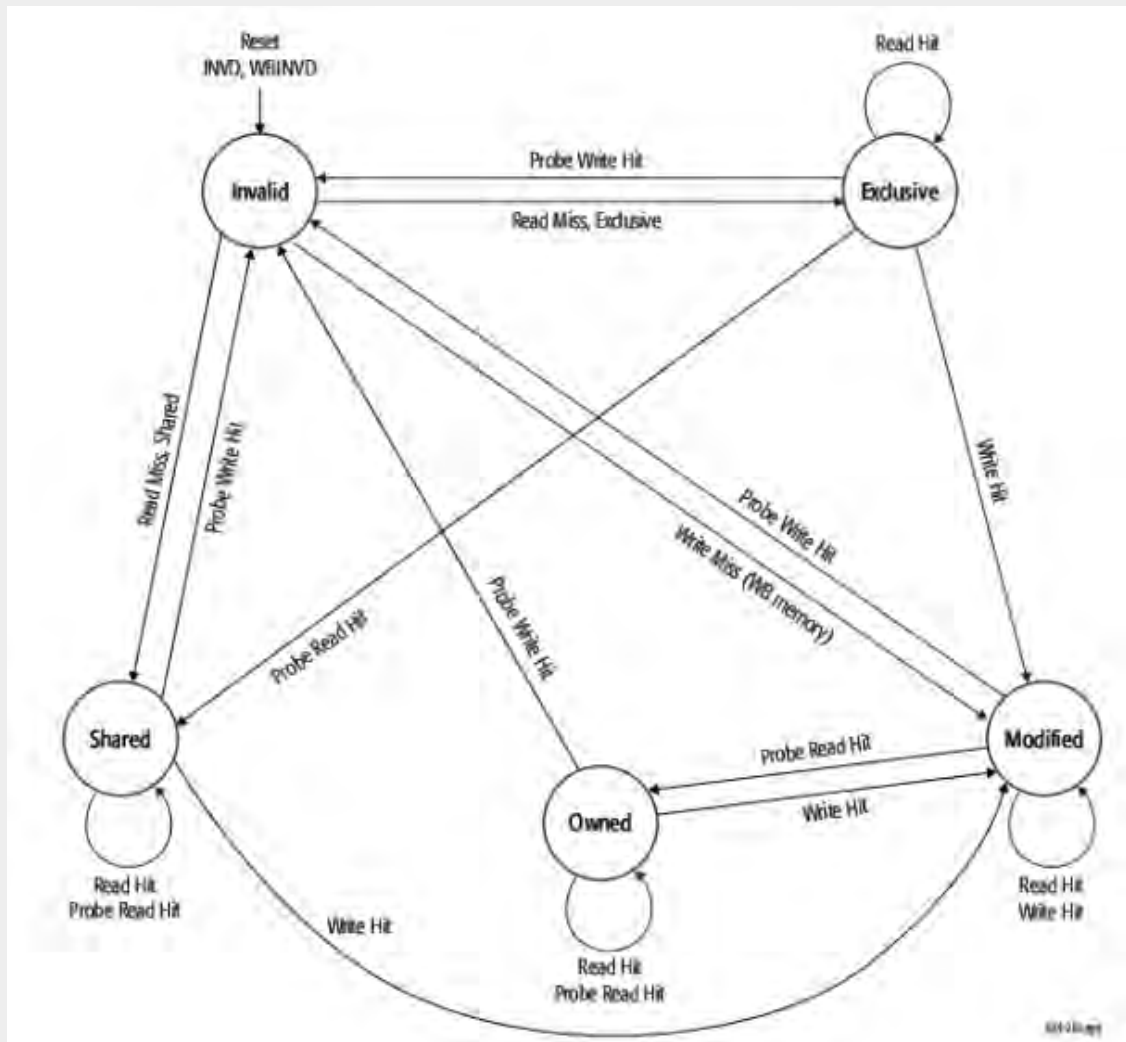 Reset
INVD, WBINVD
Read Hit
Invalid
Probe Write Hit
Read Miss, Exclusive
Exclusive
Read Miss, Shared
Probe Write Hit
Probe Write Hit
Probe Read Hit
Probe Write Hit
Write Miss (WB memory)
Write Hit
Shared
Read Hit
Probe Read Hit
Write Hit
Owned
Probe Read Hit
Write Hit
Read Hit
Probe Read Hit
Modified
Read Hit
Write Hit